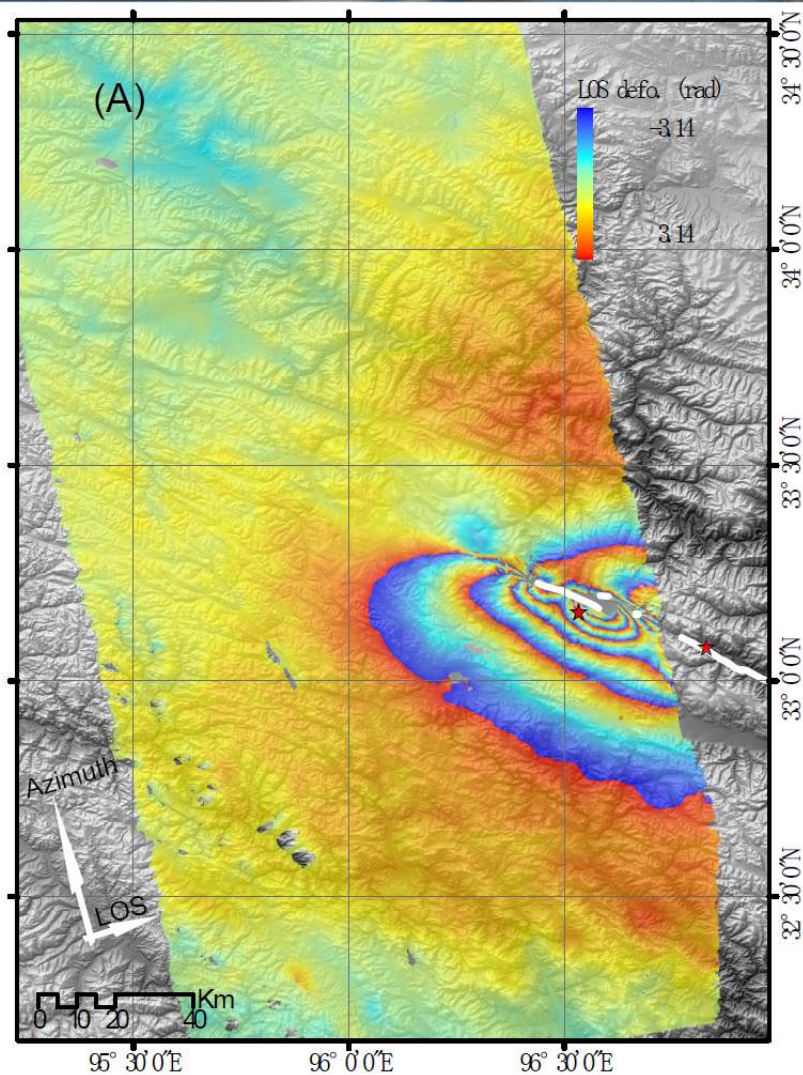 (A)
LOS defo. (rad)
-3.14
3.14
34° 30′0″N
34° 0′0″N
33° 30′0″N
33° 0′0″N
32° 30′0″N
Azimuth
LOS
Km
0 10 20 40
95° 30′0″E
96° 0′0″E
96° 30′0″E